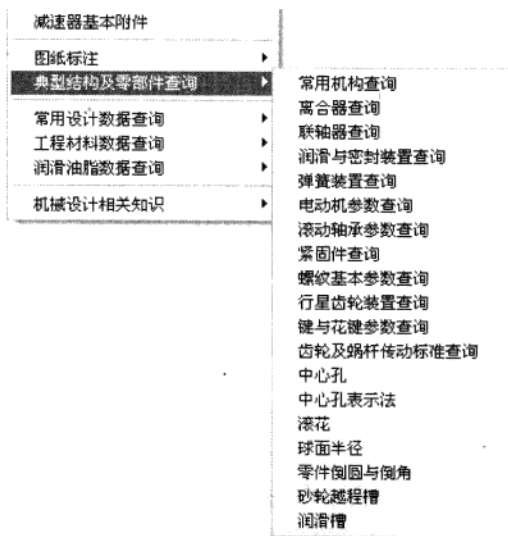 减速器基本附件
图纸标注
典型结构及零部件查询
常用设计数据查询
工程材料数据查询
润滑油脂数据查询
机械设计相关知识
常用机构查询
离合器查询
联轴器查询
润滑与密封装置查询
弹簧装置查询
电动机参数查询
滚动轴承参数查询
紧固件查询
螺纹基本参数查询
行星齿轮装置查询
键与花键参数查询
齿轮及蜗杆传动标准查询
中心孔
中心孔表示法
滚花
球面半径
零件倒圆与倒角
砂轮越程槽
润滑槽